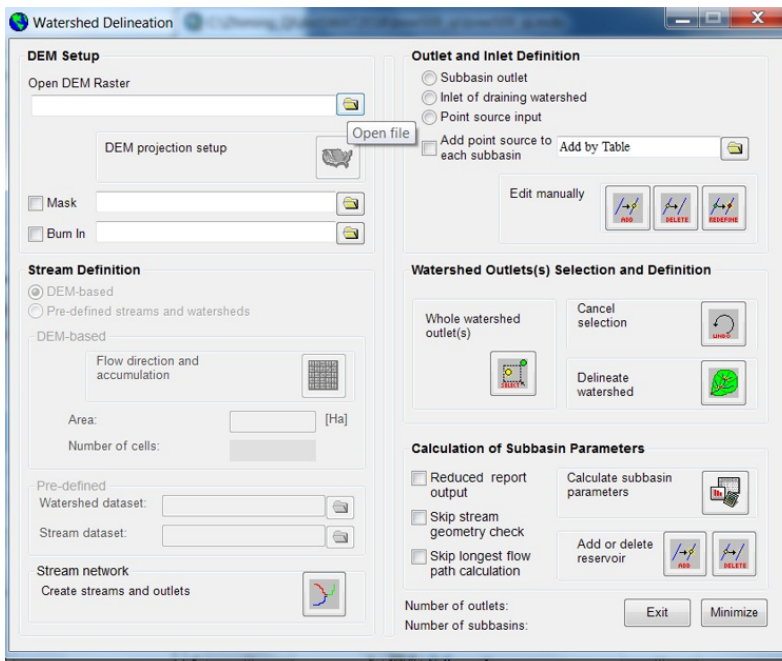 Watershed Delineation
DEM Setup
Open DEM Raster
Open file
DEM projection setup
Mask
Burn In
Stream Definition
DEM-based
Pre-defined streams and watersheds
DEM-based
Flow direction and
accumulation
Area:
[Ha]
Number of cells:
Pre-defined
Watershed dataset:
Stream dataset:
Stream network
Create streams and outlets
Outlet and Inlet Definition
Subbasin outlet
Inlet of draining watershed
Point source input
Add point source to
each subbasin
Add by Table
Edit manually
ADD
DELETE
REDEFINE
Watershed Outlets(s) Selection and Definition
Whole watershed
outlet(s)
SELECT
Cancel
selection
UNDO
Delineate
watershed
Calculation of Subbasin Parameters
Reduced report
output
Skip stream
geometry check
Skip longest flow
path calculation
Calculate subbasin
parameters
Add or delete
reservoir
ADD
DELETE
Number of outlets:
Number of subbasins:
Exit
Minimize